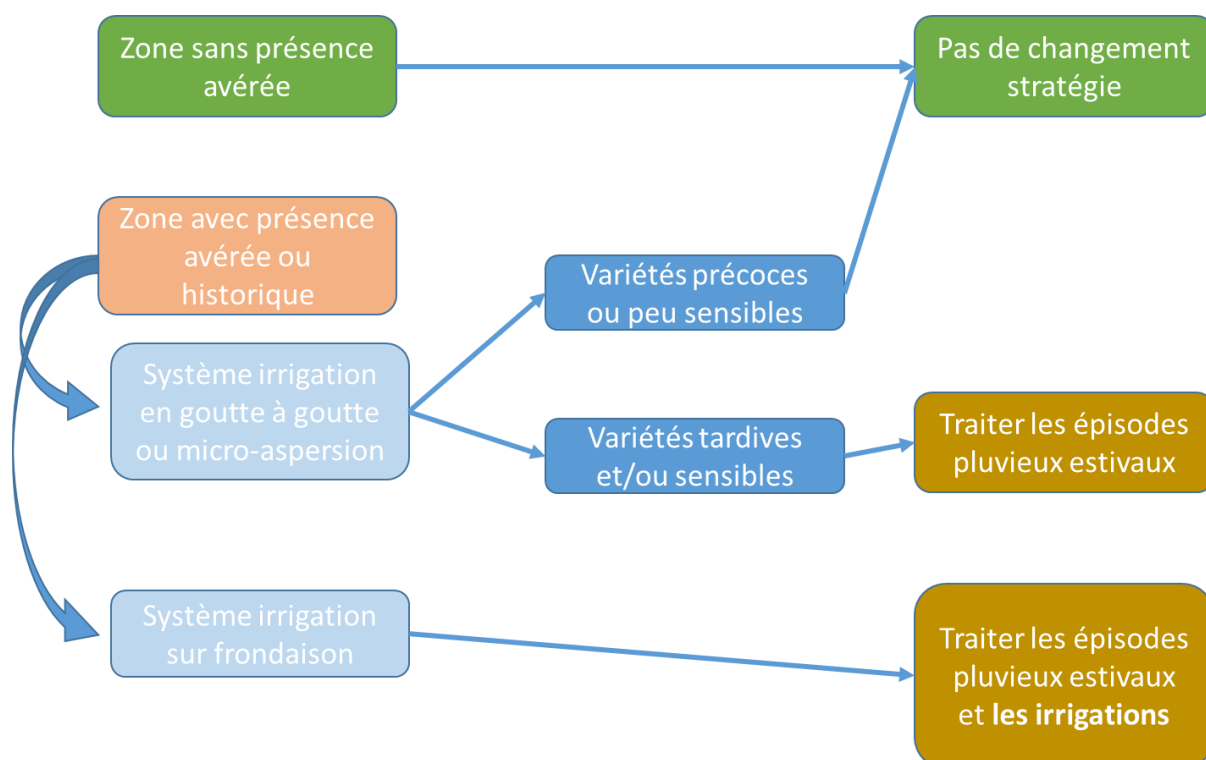 Zone sans présence
avérée
Pas de changement
stratégie
Zone avec présence
avérée ou
historique
Variétés précoces
ou peu sensibles
Système irrigation
en goutte à goutte
ou micro-aspersion
Variétés tardives
et/ou sensibles
Traiter les épisodes
pluvieux estivaux
Système irrigation
sur frondaison
Traiter les épisodes
pluvieux estivaux
et les irrigations